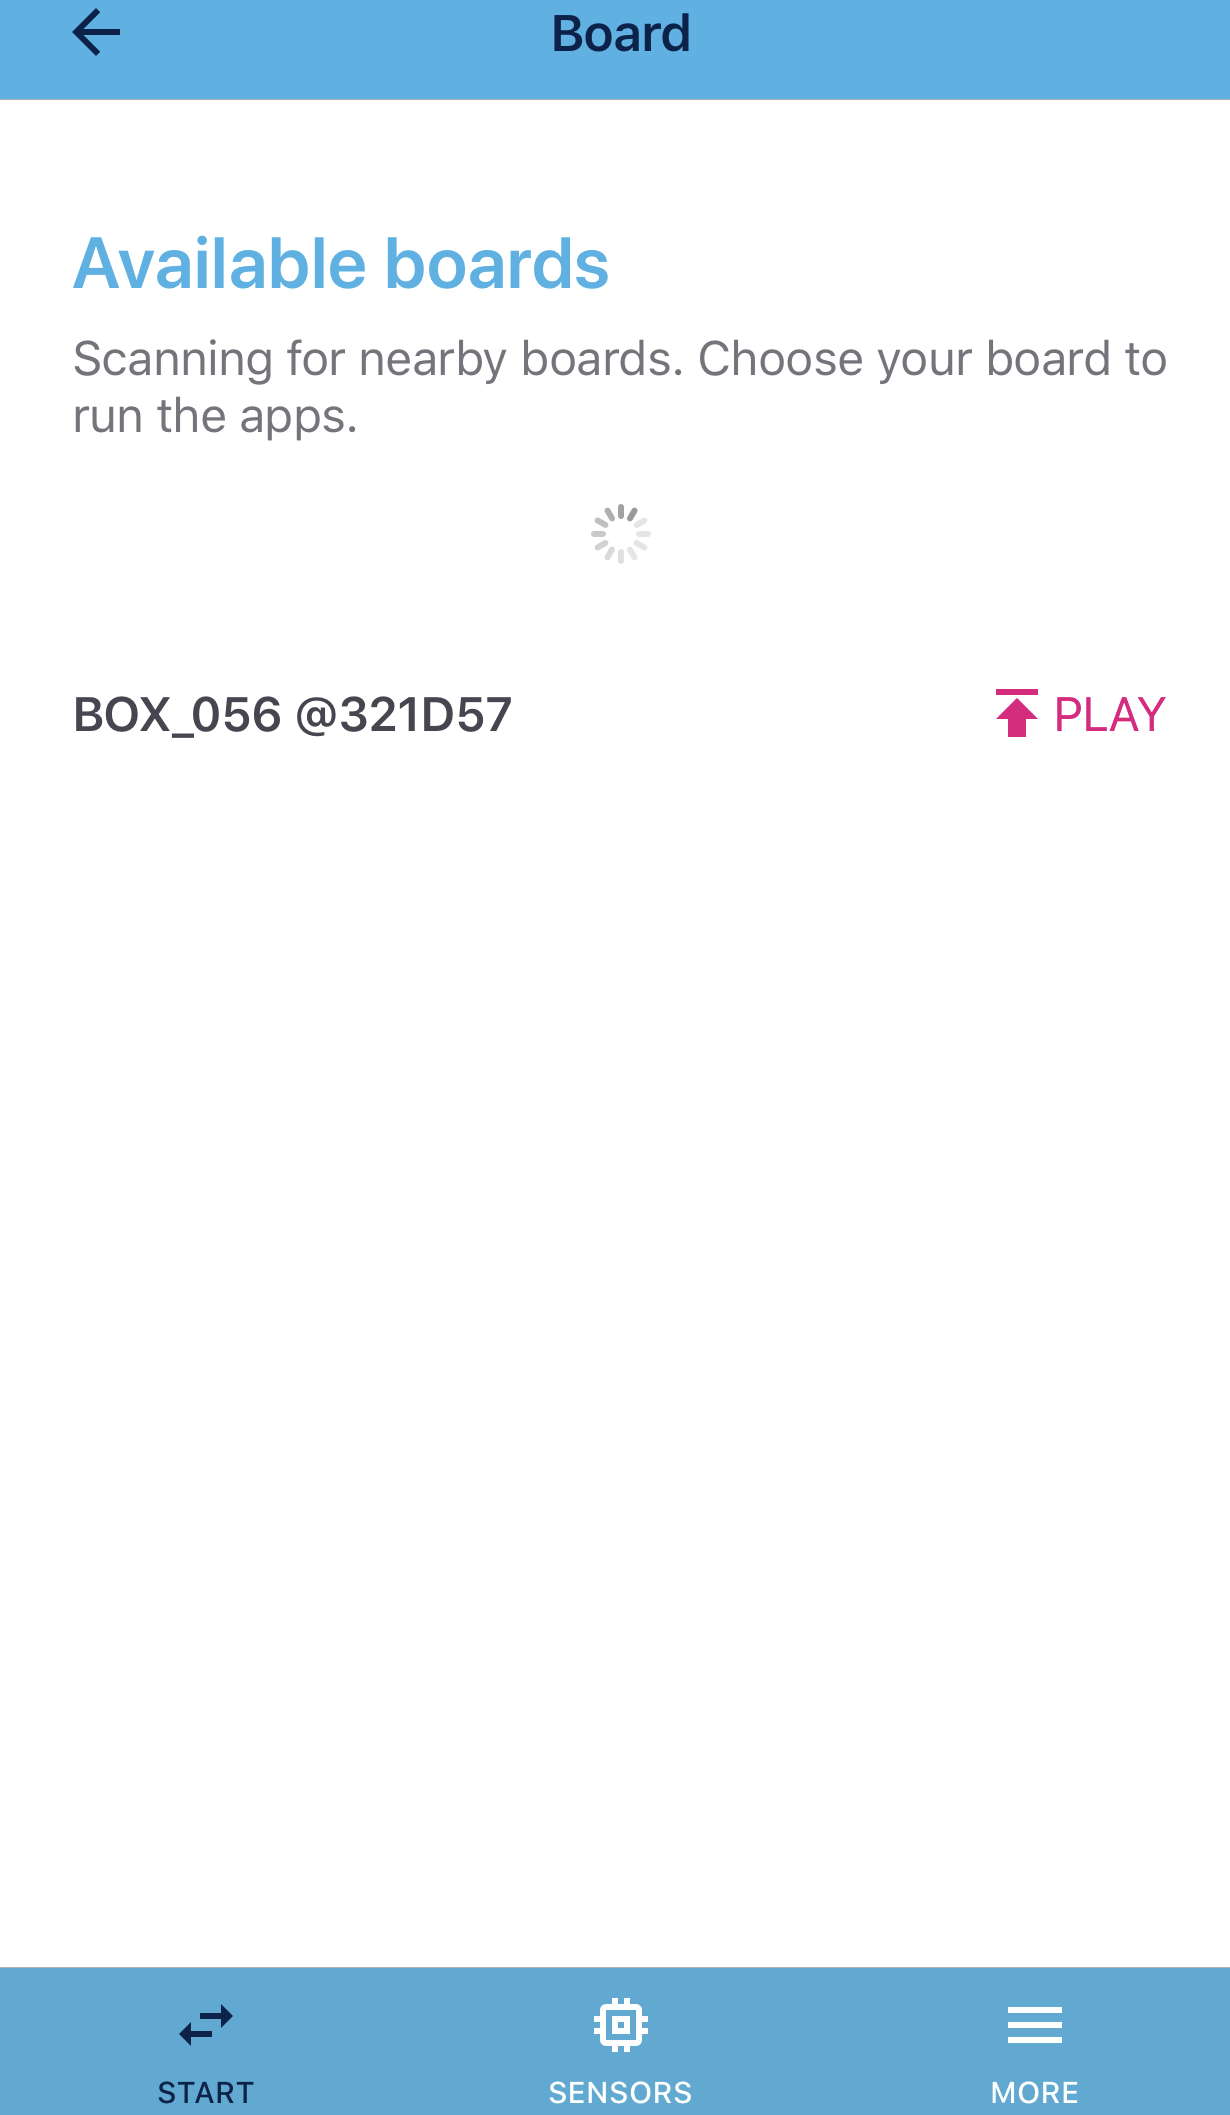 Board
Available boards
Scanning for nearby boards. Choose your board to
run the apps.
BOX_056 @321D57
PLAY
START
SENSORS
MORE